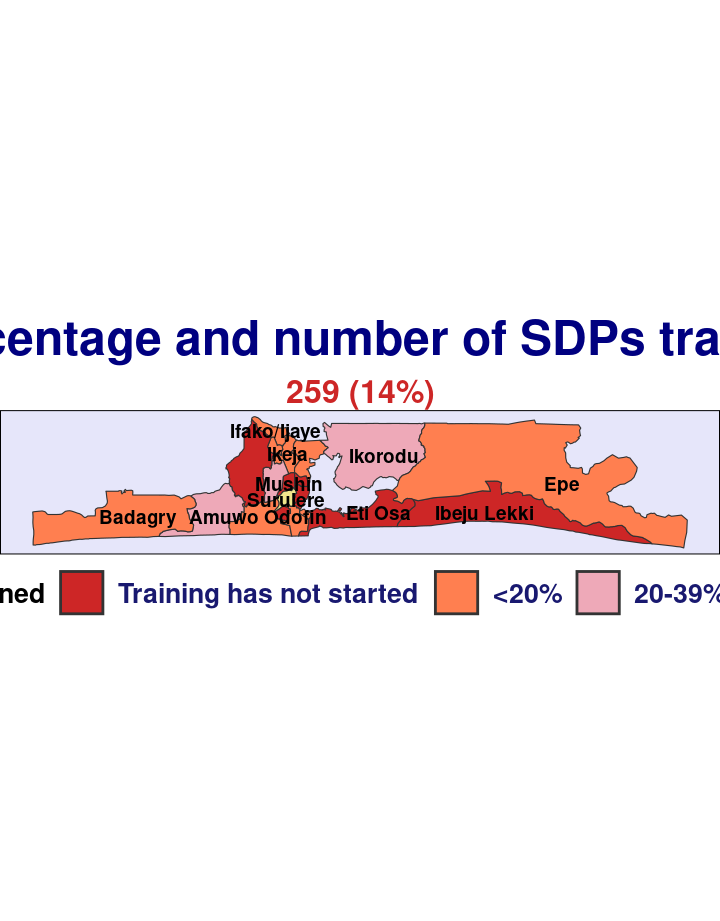 centage and number of SDPs tra
259 (14%)
Ifako/Ijaye
Ikeja
Ikorodu
Mushin
Surulere
Epe
Badagry
Amuwo Odofin
Eti Osa
Ibeju Lekki
ned
Training has not started
<20%
20-39%